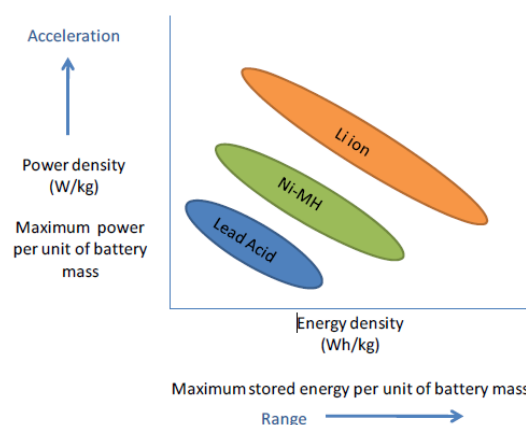 Acceleration
Power density
(W/kg)
Maximum power
per unit of battery
mass
Li ion
Ni-MH
Lead Acid
Energy density
(Wh/kg)
Maximum stored energy per unit of battery mass
Range